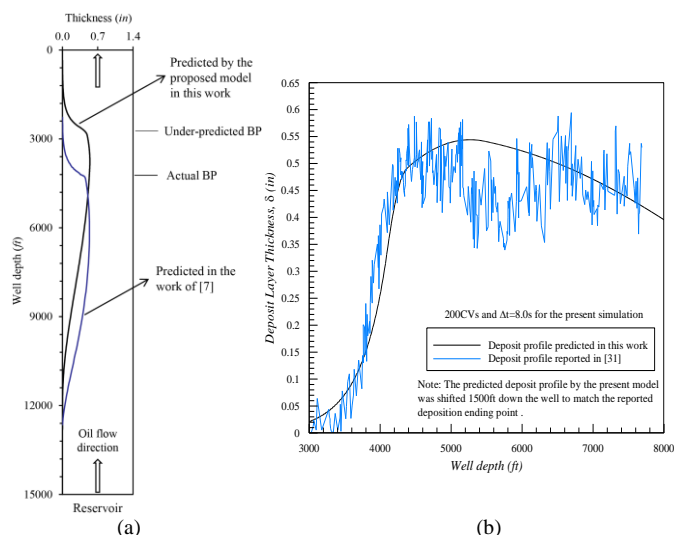 Thickness (in)
0.0 0.7 1.4
0
3000
6000
9000
12000
15000
Well depth (ft)
Predicted by the
proposed model
in this work
Under-predicted BP
Actual BP
Predicted in the
work of [7]
Oil flow
direction
Reservoir
(a)
0.65
0.6
0.55
0.5
0.45
0.4
0.35
0.3
0.25
0.2
0.15
0.1
0.05
0
Deposit Layer Thickness, δ (in)
200CVs and Δt=8.0s for the present simulation
Deposit profile predicted in this work
Deposit profile reported in [31]
Note: The predicted deposit profile by the present model
was shifted 1500ft down the well to match the reported
deposition ending point .
3000 4000 5000 6000 7000 8000
Well depth (ft)
(b)